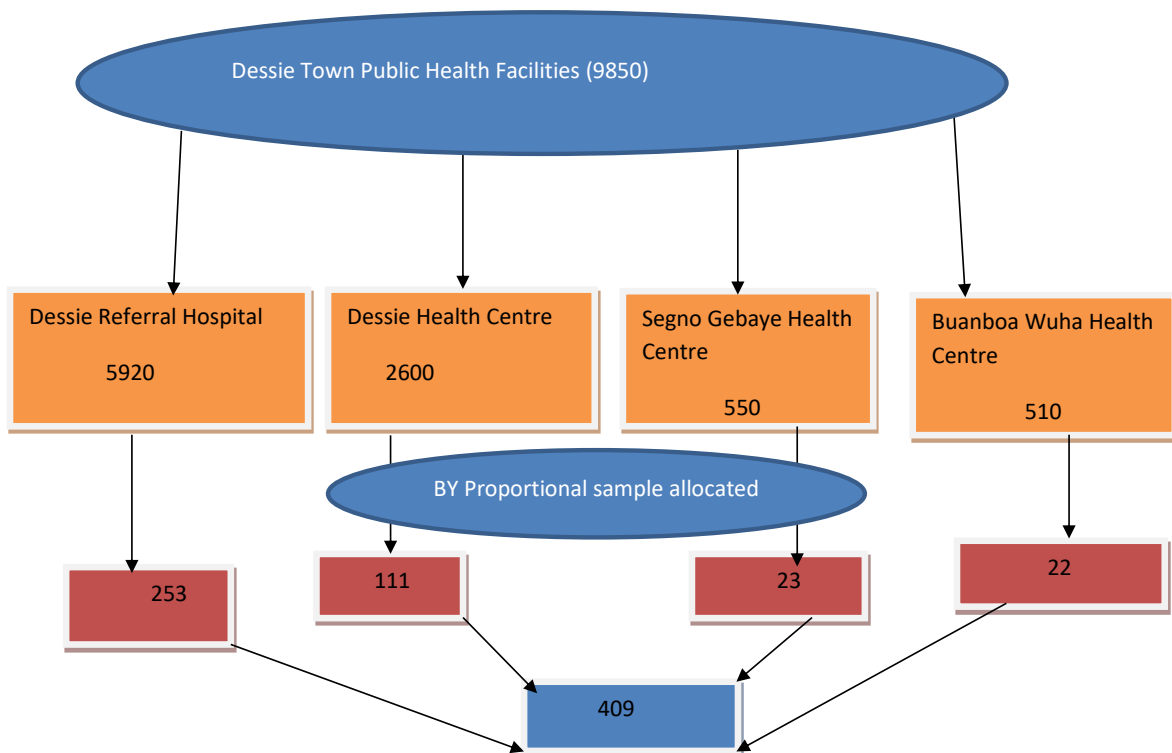 Dessie Town Public Health Facilities (9850)
Dessie Referral Hospital
5920
Dessie Health Centre
2600
Segno Gebaye Health
Centre
550
Buanboa Wuha Health
Centre
510
BY Proportional sample allocated
253
111
23
22
409